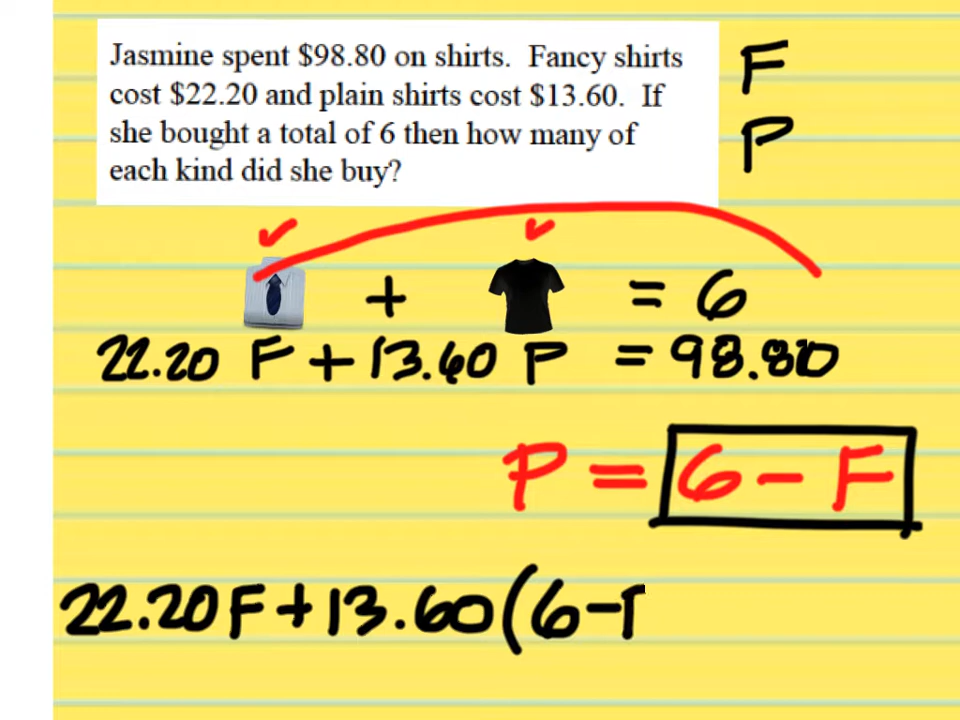 Jasmine spent $98.80 on shirts. Fancy shirts
cost $22.20 and plain shirts cost $13.60. If
she bought a total of 6 then how many of
each kind did she buy?
F
P
+ = 6
22.20 F + 13.60 P = 98.80
P = 6 - F
22.20F + 13.60(6-